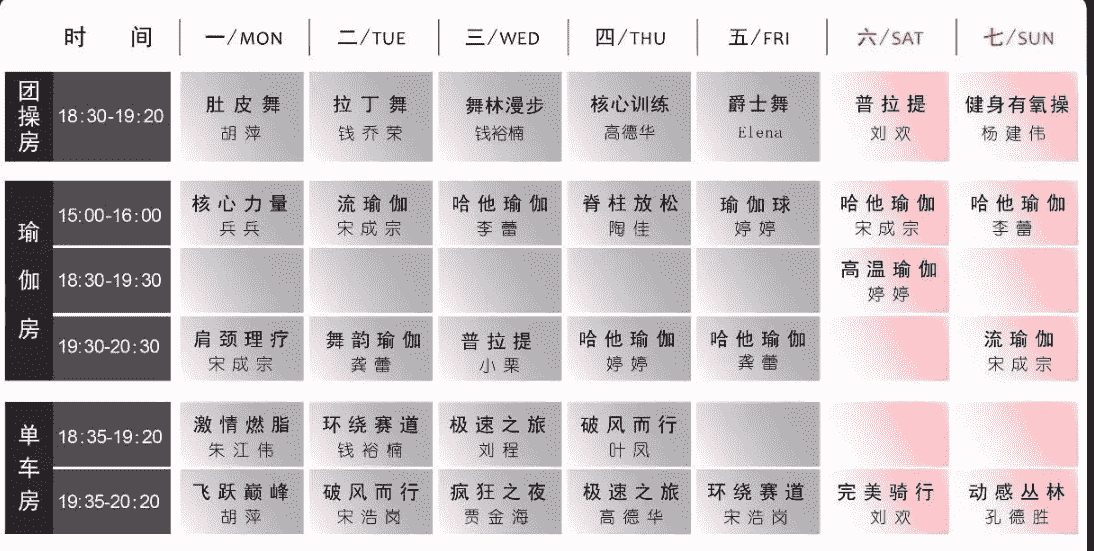 时 间 一/MON 二/TUE 三/WED 四/THU 五/FRI 六/SAT 七/SUN
团操房
18:30-19:20
肚皮舞 拉丁舞 舞林漫步 核心训练 爵士舞 普拉提 健身有氧操
胡萍 钱乔荣 钱裕楠 高德华 Elena 刘欢 杨建伟
瑜伽房
15:00-16:00
核心力量 流瑜伽 哈他瑜伽 脊柱放松 瑜伽球 哈他瑜伽 哈他瑜伽
兵兵 宋成宗 李蕾 陶佳 婷婷 宋成宗 李蕾
18:30-19:30
高温瑜伽
婷婷
19:30-20:30
肩颈理疗 舞韵瑜伽 普拉提 哈他瑜伽 哈他瑜伽 流瑜伽
宋成宗 龚蕾 小栗 婷婷 龚蕾 宋成宗
单车房
18:35-19:20
激情燃脂 环绕赛道 极速之旅 破风而行
朱江伟 钱裕楠 刘程 叶凤
19:35-20:20
飞跃巅峰 破风而行 疯狂之夜 极速之旅 环绕赛道 完美骑行 动感丛林
胡萍 宋浩岗 贾金海 高德华 宋浩岗 刘欢 孔德胜